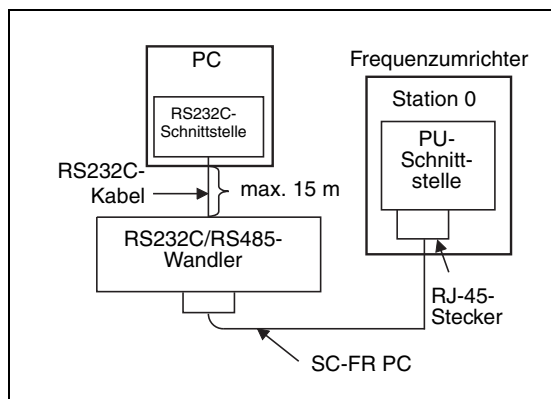 PC
RS232C-
Schnittstelle
RS232C-
Kabel
max. 15 m
RS232C/RS485-
Wandler
Frequenzumrichter
Station 0
PU-
Schnitt-
stelle
RJ-45-
Stecker
SC-FR PC